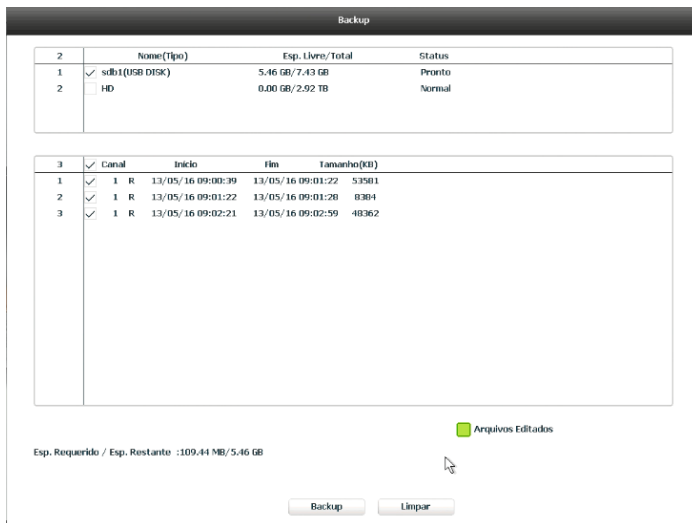 Backup
2 Nome(Tipo) Esp. Livre/Total Status
1 sdb1(USB DISK) 5.46 GB/7.43 GB Pronto
2 HD 0.00 GB/2.92 TB Normal
3 Canal Início Fim Tamanho(KB)
1 1 R 13/05/16 09:00:39 13/05/16 09:01:22 53581
2 1 R 13/05/16 09:01:22 13/05/16 09:01:28 8384
3 1 R 13/05/16 09:02:21 13/05/16 09:02:59 48362
Arquivos Editados
Esp. Requerido / Esp. Restante :109.44 MB/5.46 GB
Backup Limpar